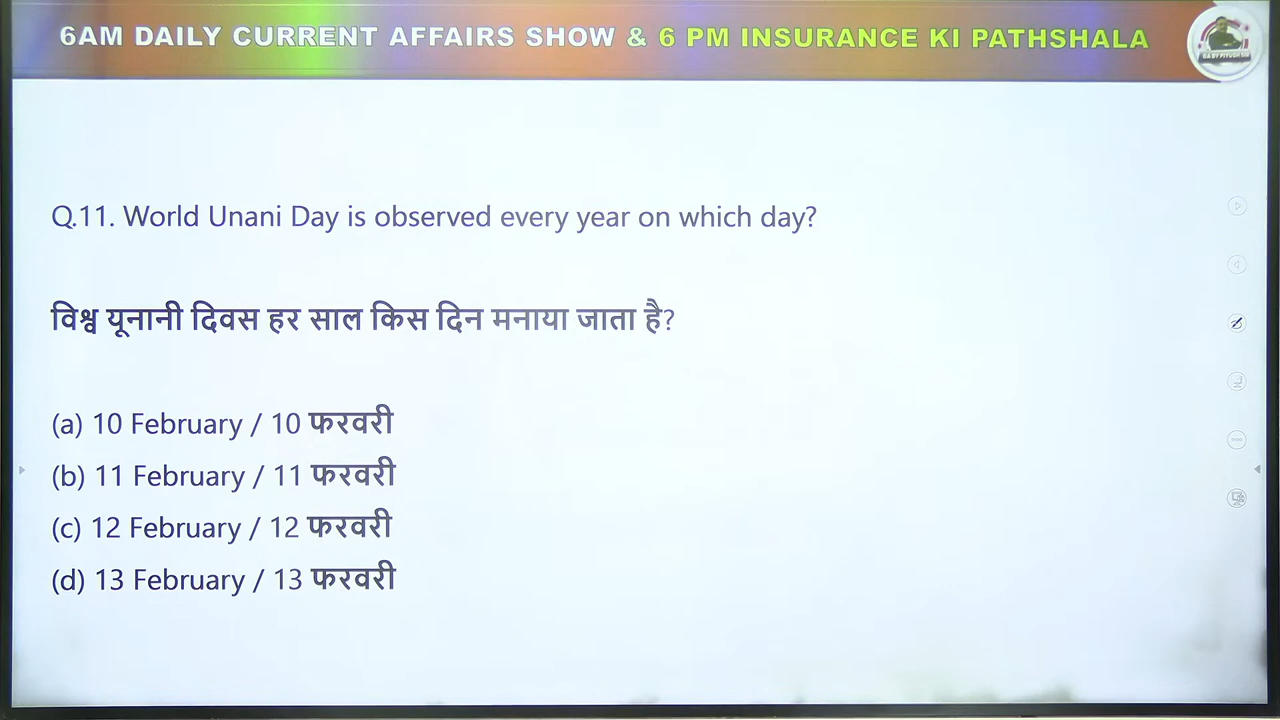 6AM DAILY CURRENT AFFAIRS SHOW & 6 PM INSURANCE KI PATHSHALA
Q.11. World Unani Day is observed every year on which day?
विश्व यूनानी दिवस हर साल किस दिन मनाया जाता है?
(a) 10 February / 10 फरवरी
(b) 11 February / 11 फरवरी
(c) 12 February / 12 फरवरी
(d) 13 February / 13 फरवरी